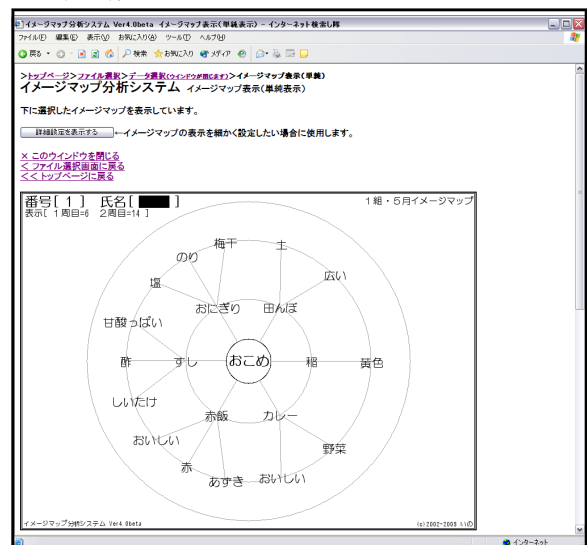 イメージマップ分析システム Ver4.0beta イメージマップ表示(単純表示) - インターネット検索し隊
ファイル(F) 編集(E) 表示(V) お気に入り(A) ツール(T) ヘルプ(H)
戻る 検索 お気に入り メディア
>トップページ>ファイル選択>データ選択(ウインドウが閉じます)>イメージマップ表示(単純)
イメージマップ分析システム イメージマップ表示(単純表示)
下に選択したイメージマップを表示しています。
詳細設定を表示する ←イメージマップの表示を細かく設定したい場合に使用します。
× このウインドウを閉じる
< ファイル選択画面に戻る
<< トップページに戻る
番号[ 1 ] 氏名[ ] 1組・5月イメージマップ
表示[ 1周目=6 2周目=14 ]
梅干 土
のり
広い
塩
おにぎり 田んぼ
甘酸っぱい
酢 すし おこめ 稲 黄色
しいたけ
赤飯 カレー
おいしい
野菜
赤
あずき おいしい
イメージマップ分析システム Ver4.0beta (c)2002-2003 いの
インターネット